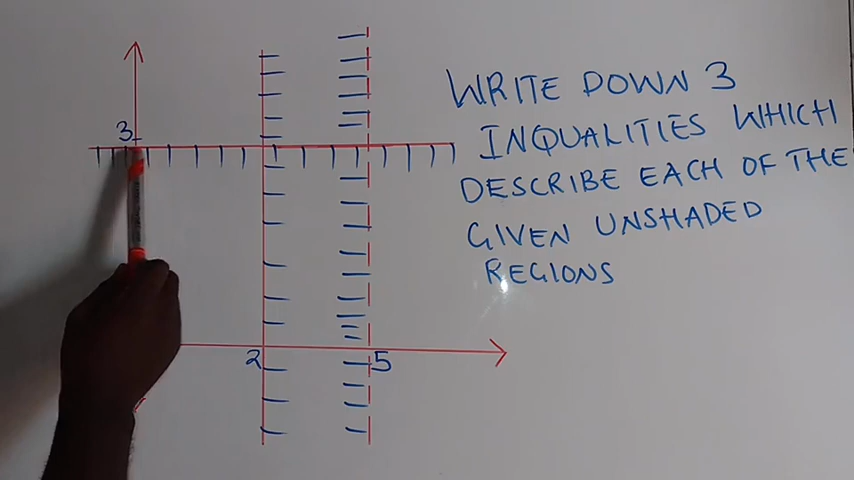 WRITE DOWN 3
INQUALITIES WHICH
DESCRIBE EACH OF THE
GIVEN UNSHADED
REGIONS
3
2
5